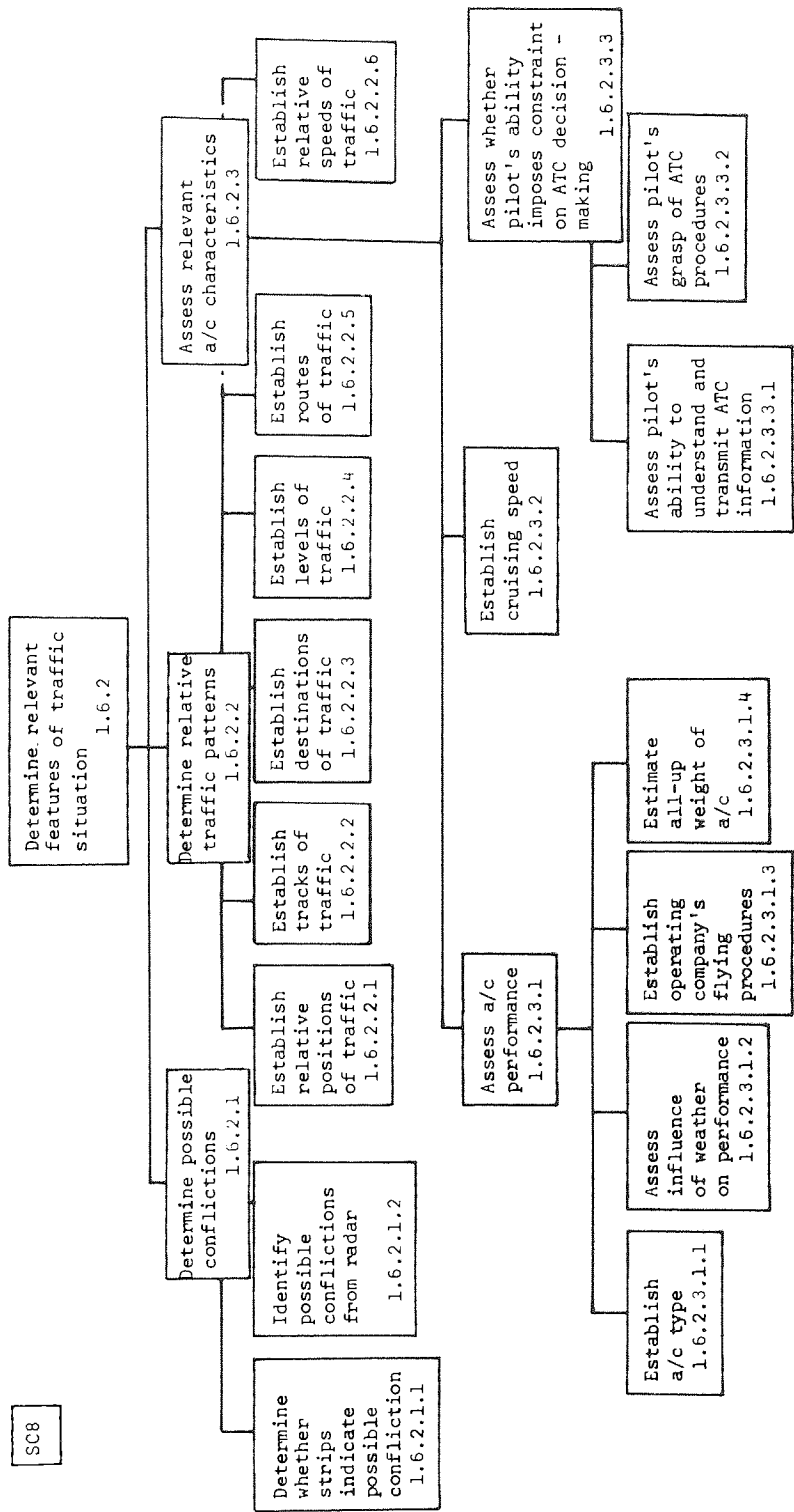 SC8
Determine relevant
features of traffic
situation
1.6.2
Determine possible
conflictions
1.6.2.1
Determine relative
traffic patterns
1.6.2.2
Assess relevant
a/c characteristics
1.6.2.3
Determine
whether
strips
indicate
possible
confliction
1.6.2.1.1
Identify
possible
conflictions
from radar
1.6.2.1.2
Establish
relative
positions
of traffic
1.6.2.2.1
Establish
tracks of
traffic
1.6.2.2.2
Establish
destinations
of traffic
1.6.2.2.3
Establish
levels of
traffic
1.6.2.2.4
Establish
routes
of traffic
1.6.2.2.5
Establish
relative
speeds of
traffic
1.6.2.2.6
Assess a/c
performance
1.6.2.3.1
Establish
cruising speed
1.6.2.3.2
Assess whether
pilot's ability
imposes constraint
on ATC decision -
making
1.6.2.3.3
Establish
a/c type
1.6.2.3.1.1
Assess
influence
of weather
on performance
1.6.2.3.1.2
Establish
operating
company's
flying
procedures
1.6.2.3.1.3
Estimate
all-up
weight of
a/c
1.6.2.3.1.4
Assess pilot's
ability to
understand and
transmit ATC
information
1.6.2.3.3.1
Assess pilot's
grasp of ATC
procedures
1.6.2.3.3.2